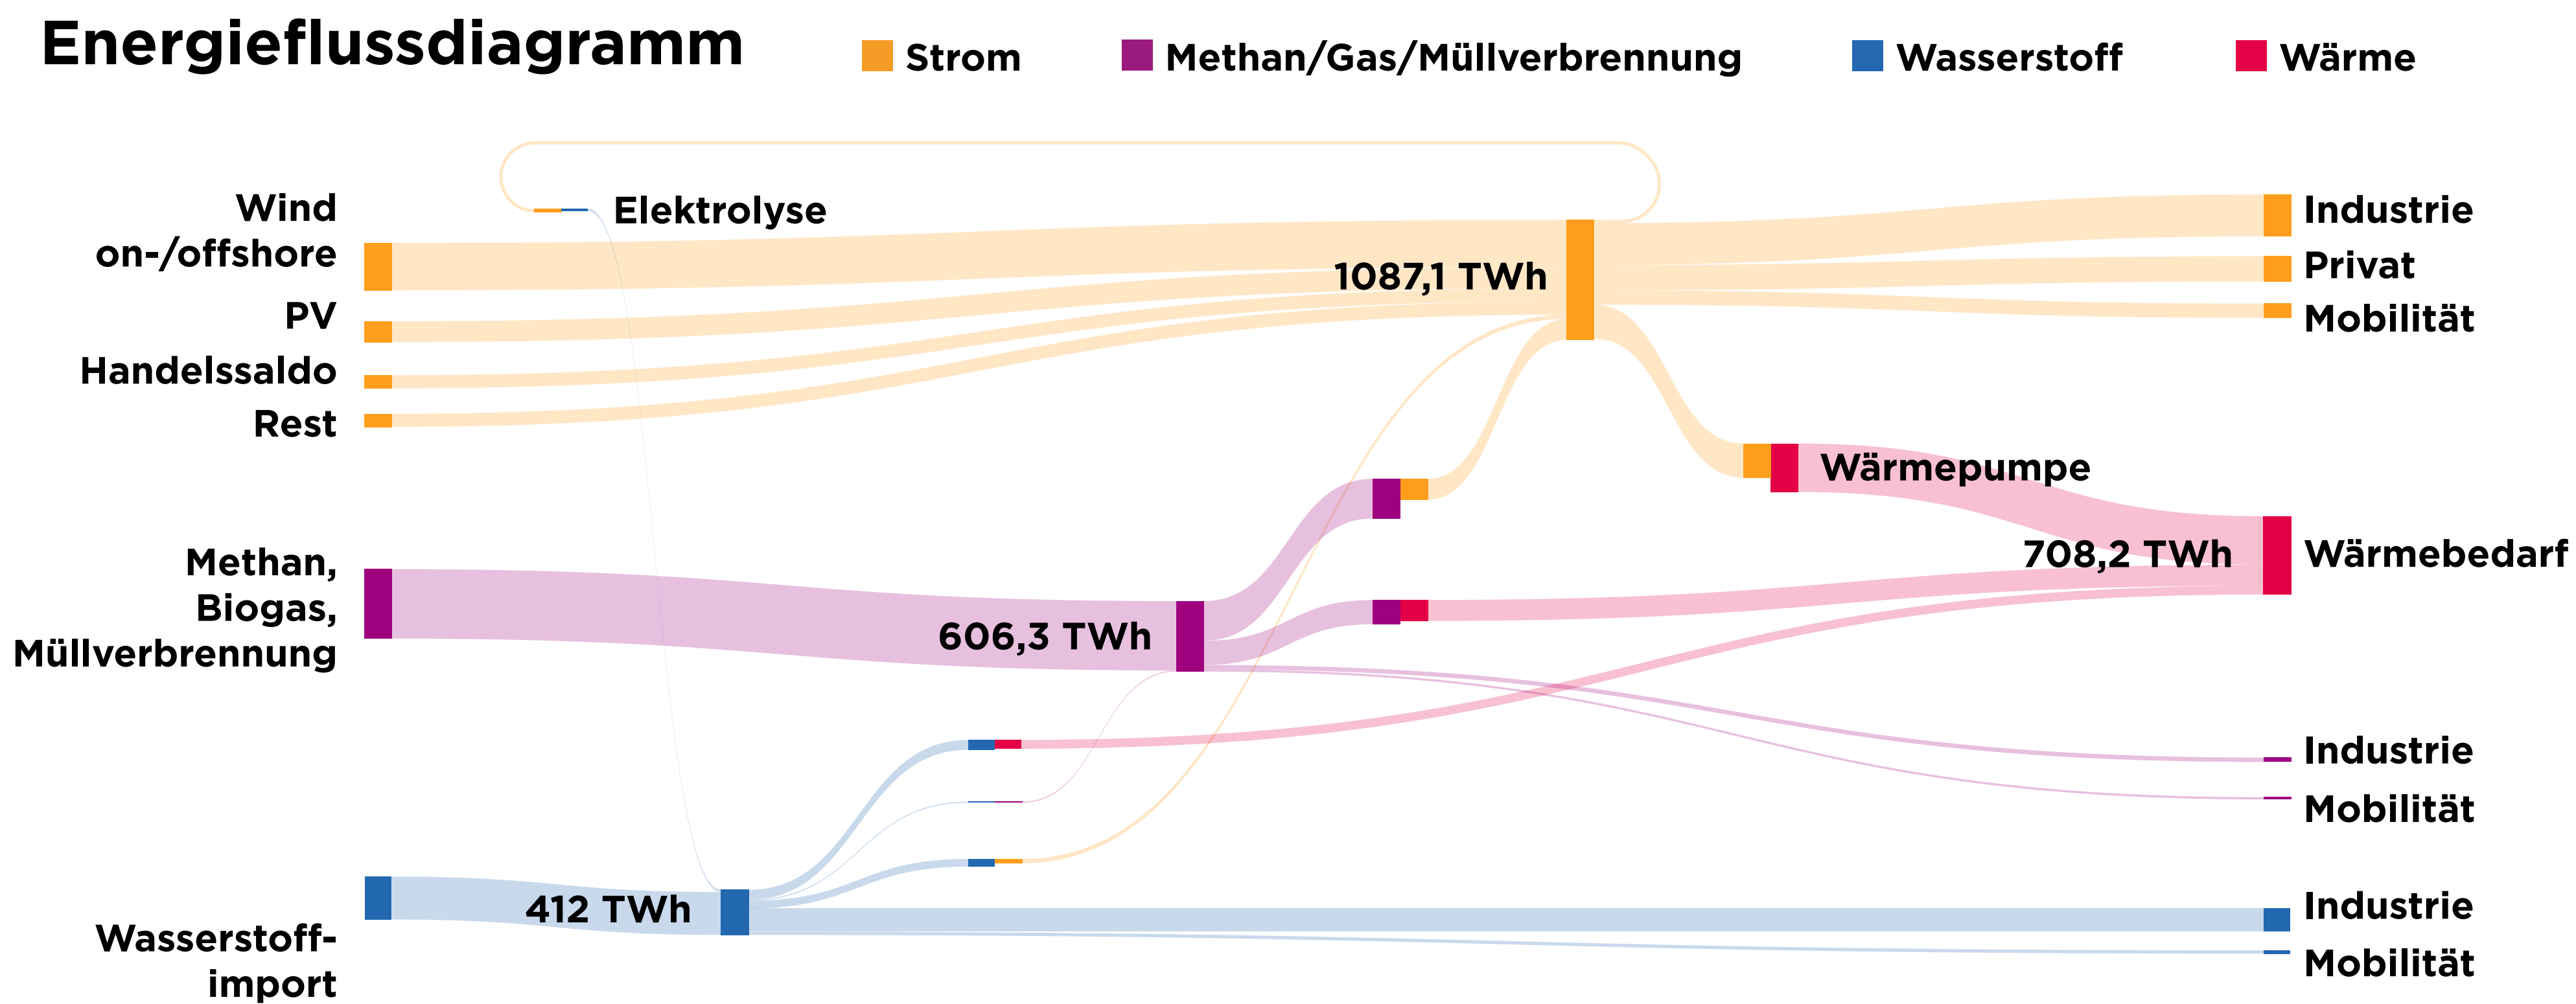 Energieflussdiagramm
Strom
Methan/Gas/Müllverbrennung
Wasserstoff
Wärme
Elektrolyse
Wind
on-/offshore
PV
Handelssaldo
Rest
1087,1 TWh
Industrie
Privat
Mobilität
Wärmepumpe
708,2 TWh
Wärmebedarf
Methan,
Biogas,
Müllverbrennung
606,3 TWh
Industrie
Mobilität
Wasserstoff-
import
412 TWh
Industrie
Mobilität